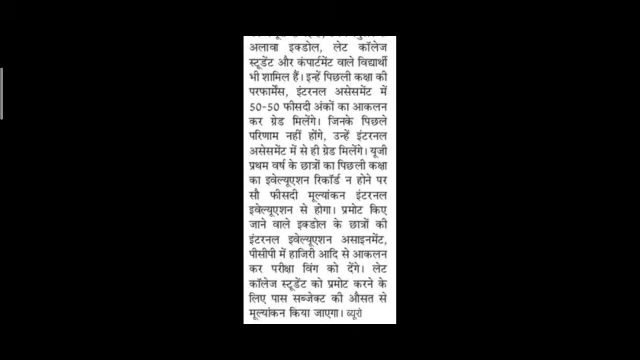 अलावा इक्डोल, लेट कॉलेज
स्टूडेंट और कंपार्टमेंट वाले विद्यार्थी
भी शामिल हैं। इन्हें पिछली कक्षा की
परफार्मेंस, इंटरनल असेसमेंट में
50-50 फीसदी अंकों का आकलन
कर ग्रेड मिलेंगे। जिनके पिछले
परिणाम नहीं होंगे, उन्हें इंटरनल
असेसमेंट में से ही ग्रेड मिलेंगे। यूजी
प्रथम वर्ष के छात्रों का पिछली कक्षा
का इवेल्यूएशन रिकॉर्ड न होने पर
सौ फीसदी मूल्यांकन इंटरनल
इवेल्यूएशन से होगा। प्रमोट किए
जाने वाले इक्डोल के छात्रों की
इंटरनल इवेल्यूएशन असाइनमेंट,
पीसीपी में हाजिरी आदि से आकलन
कर परीक्षा विंग को देंगे। लेट
कॉलेज स्टूडेंट को प्रमोट करने के
लिए पास सब्जेक्ट की औसत से
मूल्यांकन किया जाएगा। ब्यूरो